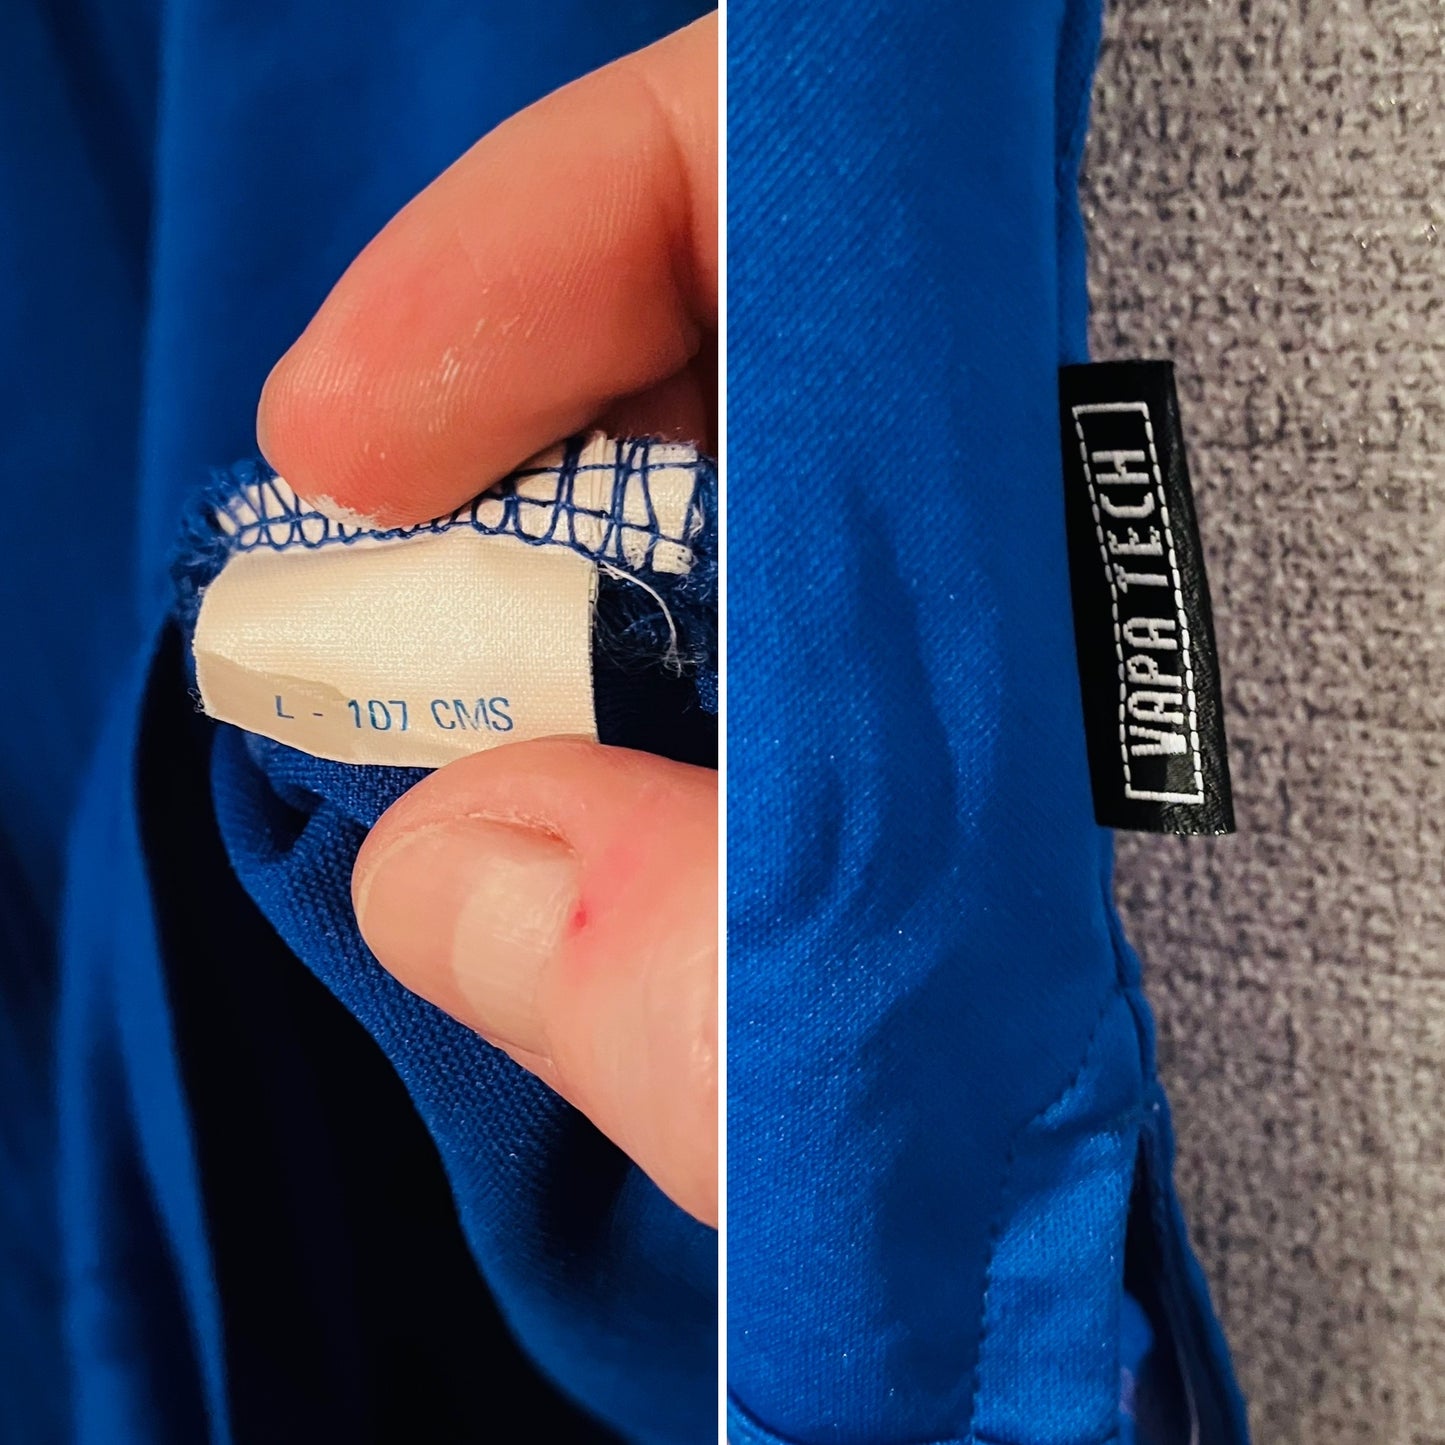 L - 107 CMS
VAPA TECH